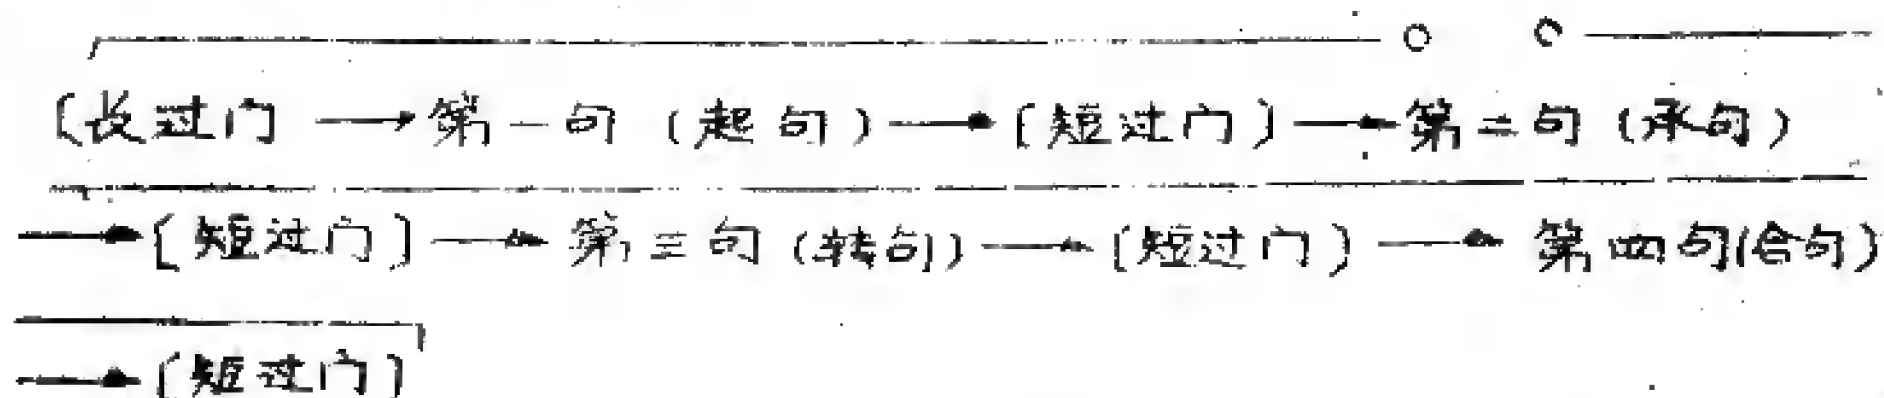 〔长过门 → 第一句（起句）→〔短过门〕→ 第二句（承句）
→〔短过门〕→ 第三句（转句）→〔短过门〕→ 第四句（合句）
→〔短过门〕